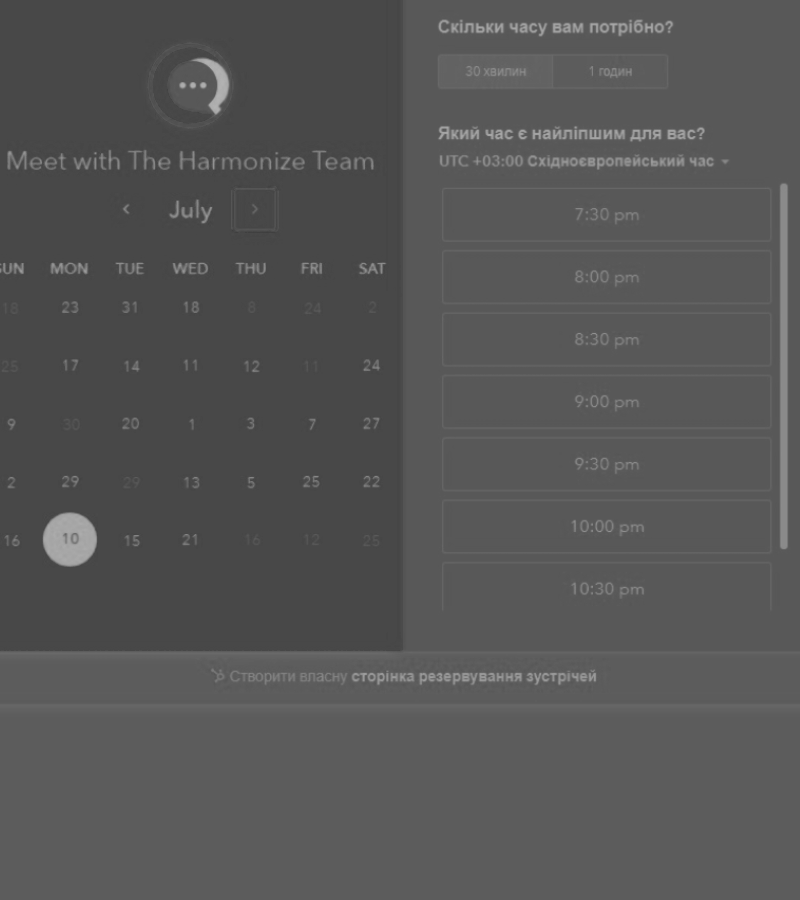 Meet with The Harmonize Team
July
SUN MON TUE WED THU FRI SAT
18 23 31 18 8 24 2
25 17 14 11 12 11 24
9 30 20 1 3 7 27
2 29 29 13 5 25 22
16 10 15 21 16 12 25
Скільки часу вам потрібно?
30 хвилин 1 годин
Який час є найліпшим для вас?
UTC +03:00 Східноєвропейський час
7:30 pm
8:00 pm
8:30 pm
9:00 pm
9:30 pm
10:00 pm
10:30 pm
Створити власну сторінка резервування зустрічей